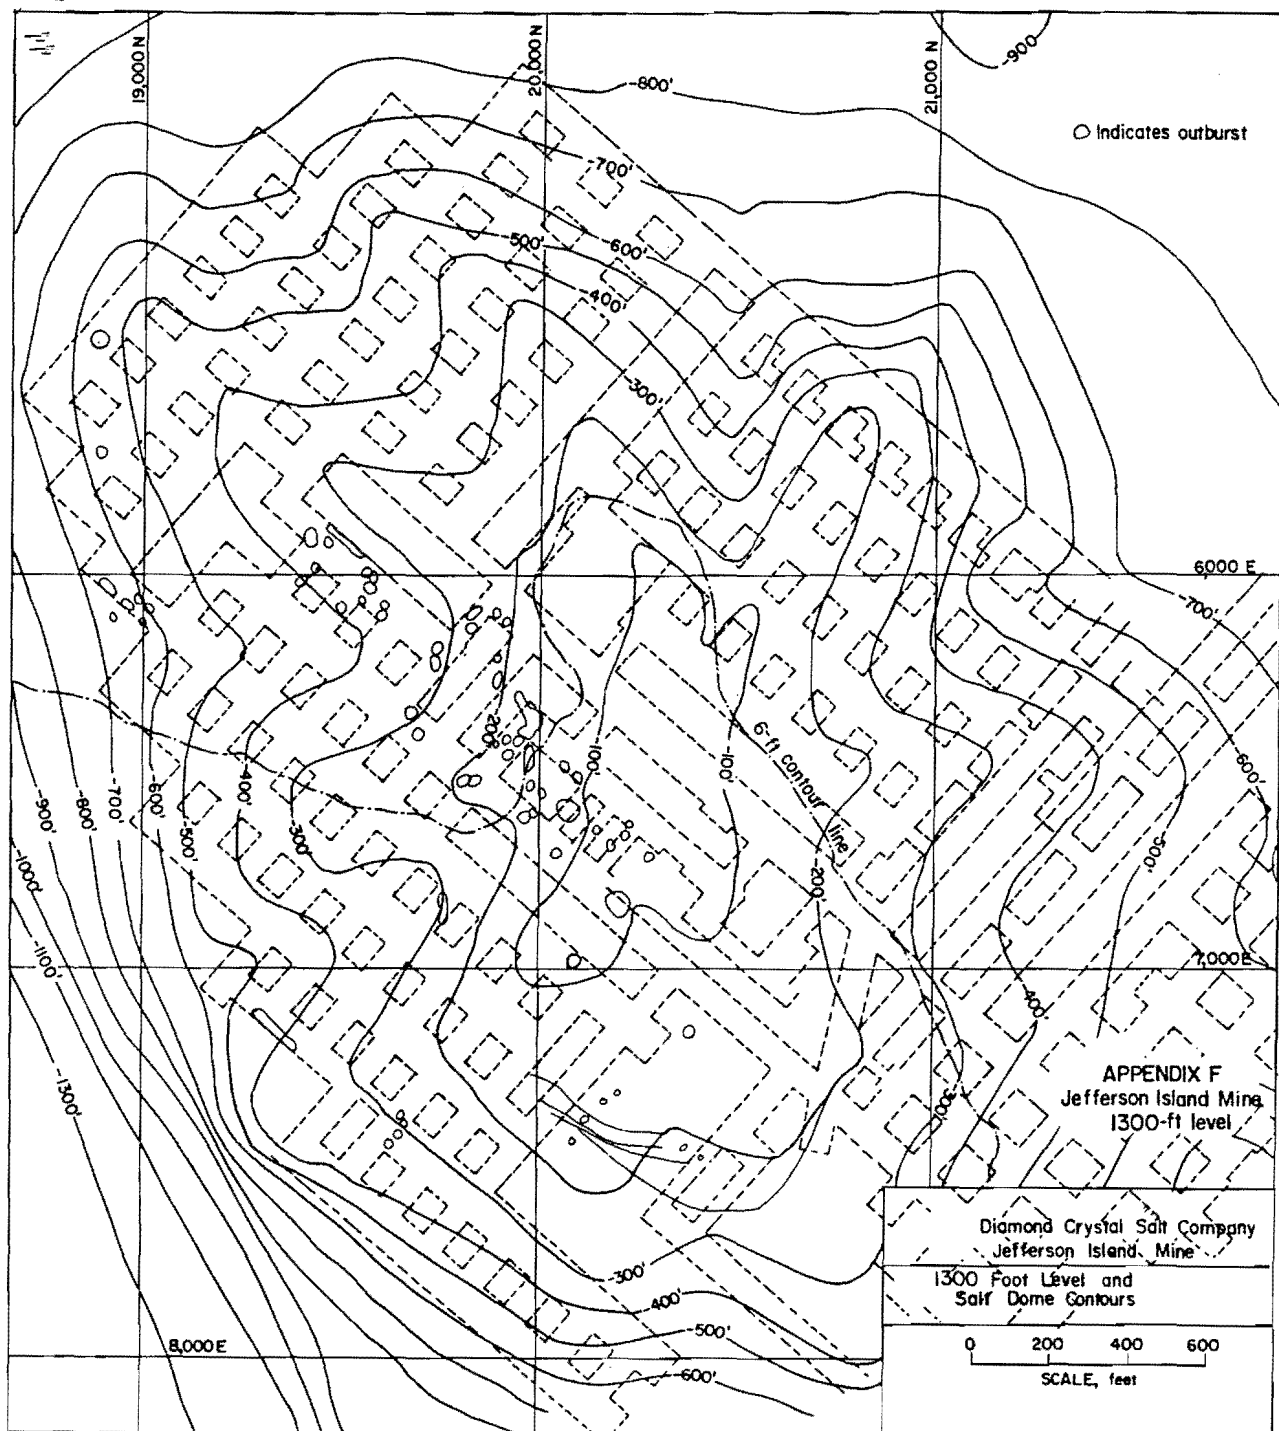 19,000 N
20,000 N
21,000 N
-900
-800'
Indicates outburst
-700'
-600'
-500'
-400'
-300'
6000 E
-700'
600'
500'
6-ft contour line
-200'
-100'
-100'
-200'
-400'
-300'
-500'
-600'
-700'
-800'
-900'
-1000'
-1100'
-1300'
7,000 E
400'
300'
APPENDIX F
Jefferson Island Mine
1300-ft level
Diamond Crystal Salt Company
Jefferson Island Mine
1300 Foot Level and
Salt Dome Contours
0 200 400 600
SCALE, feet
-300'
400'
-500'
-600'
8,000 E